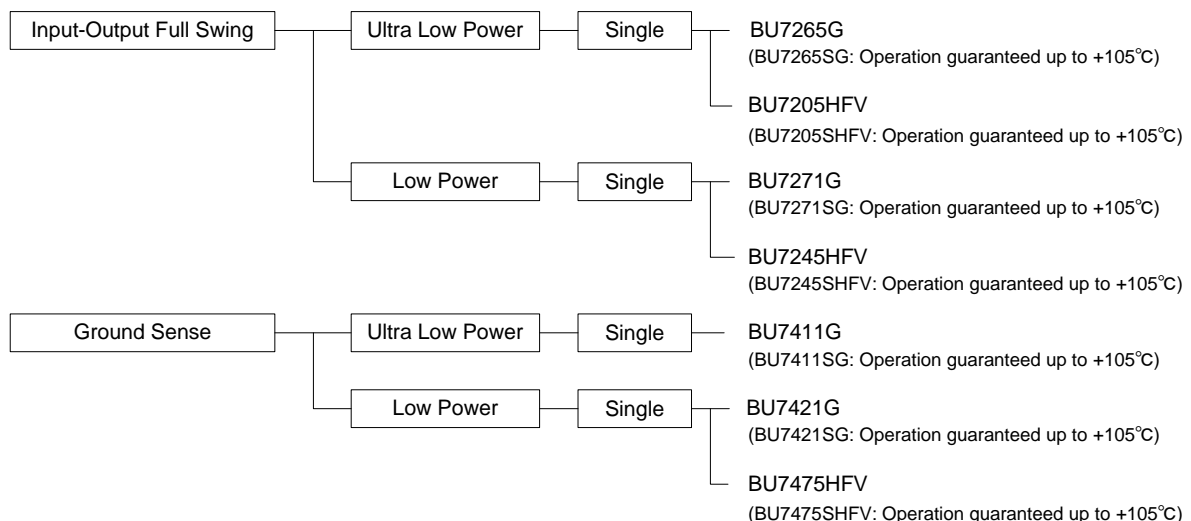 Input-Output Full Swing
Ultra Low Power
Single
BU7265G
(BU7265SG: Operation guaranteed up to +105℃)
BU7205HFV
(BU7205SHFV: Operation guaranteed up to +105℃)
Low Power
Single
BU7271G
(BU7271SG: Operation guaranteed up to +105℃)
BU7245HFV
(BU7245SHFV: Operation guaranteed up to +105℃)
Ground Sense
Ultra Low Power
Single
BU7411G
(BU7411SG: Operation guaranteed up to +105℃)
Low Power
Single
BU7421G
(BU7421SG: Operation guaranteed up to +105℃)
BU7475HFV
(BU7475SHFV: Operation guaranteed up to +105℃)